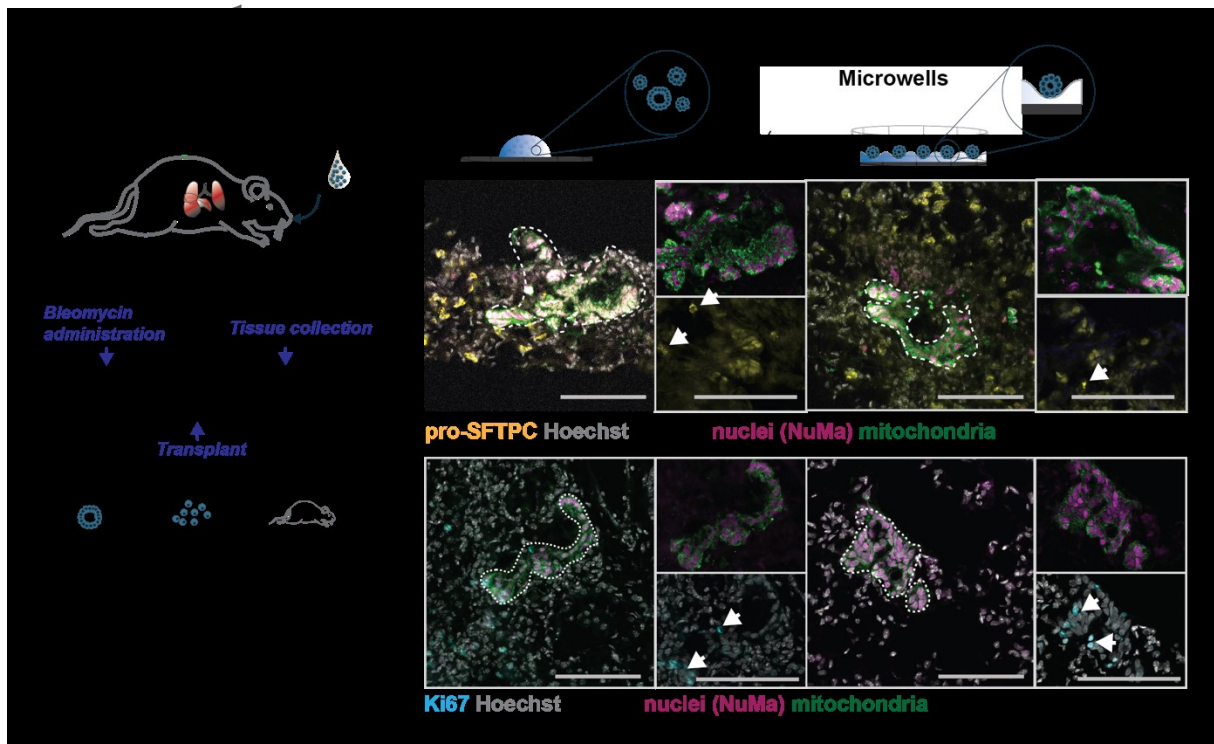 Microwells
Bleomycin
administration
Tissue collection
Transplant
pro-SFTPC Hoechst nuclei (NuMa) mitochondria
Ki67 Hoechst nuclei (NuMa) mitochondria